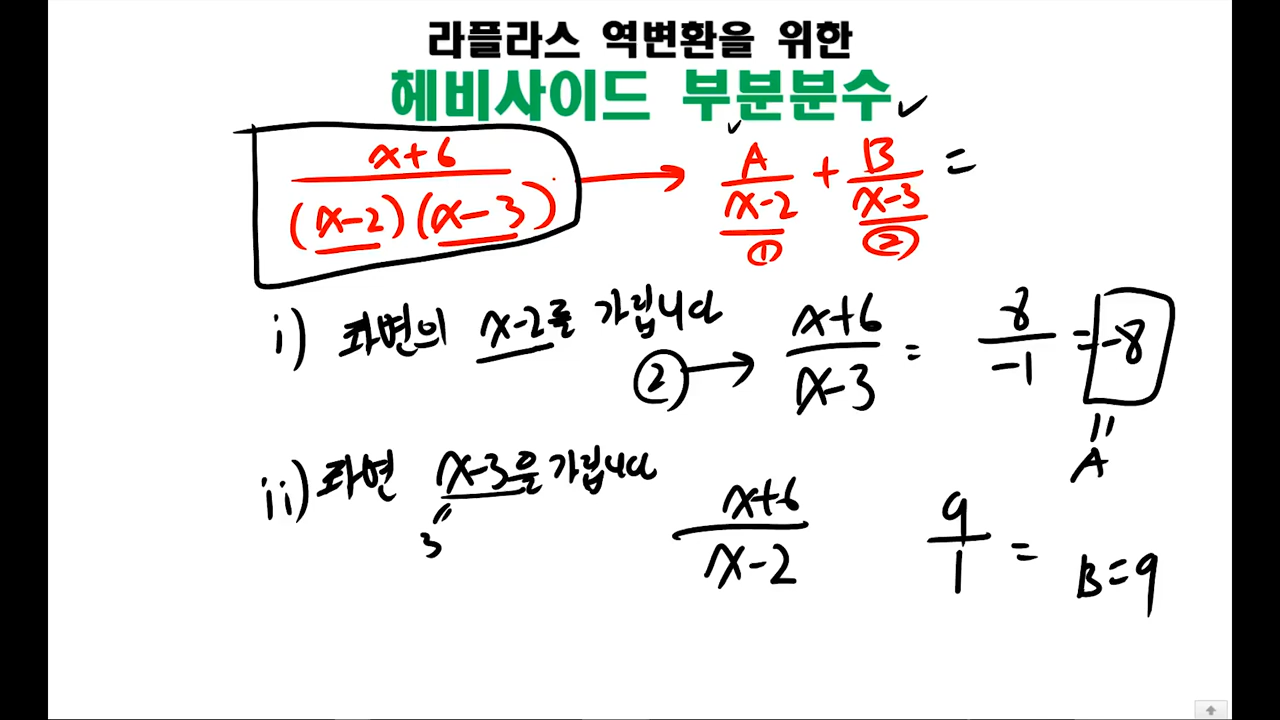 라플라스 역변환을 위한
헤비사이드 부분분수
x+6 / (x-2)(x-3) → A / x-2 + B / x-3 =
① ②
i) 좌변의 x-2를 가립니다
② → x+6 / x-3 = 8 / -1 = -8
= A
ii) 좌변 x-3을 가립니다
= 3
x+6 / x-2 9 / 1 = B=9